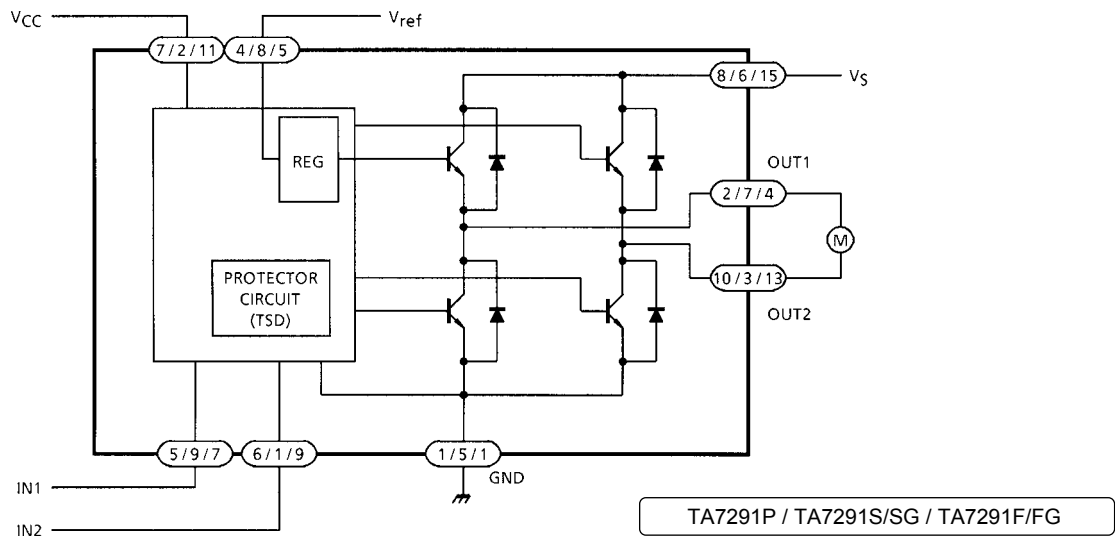 VCC
Vref
7 / 2 / 11
4 / 8 / 5
8 / 6 / 15
VS
REG
OUT1
2 / 7 / 4
M
PROTECTOR
CIRCUIT
(TSD)
10 / 3 / 13
OUT2
5 / 9 / 7
6 / 1 / 9
1 / 5 / 1
GND
IN1
IN2
TA7291P / TA7291S/SG / TA7291F/FG